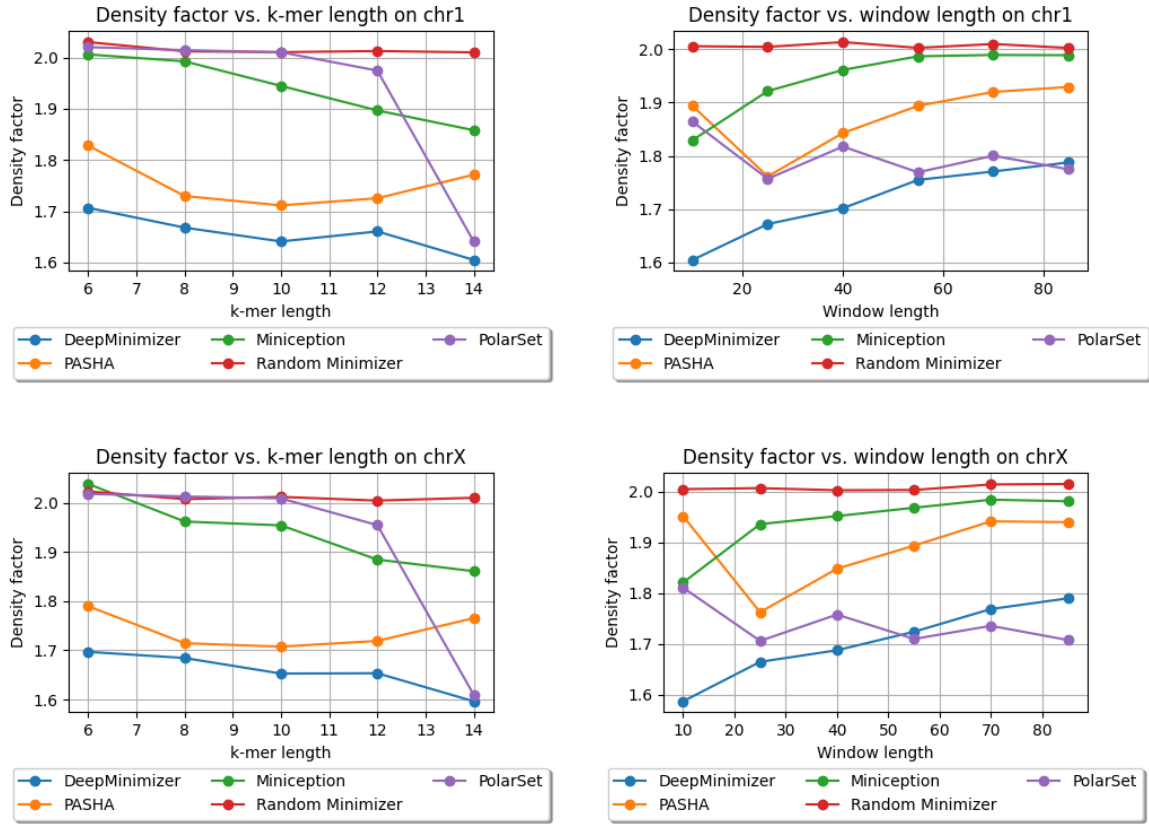 Density factor vs. k-mer length on chr1
Density factor
2.0
1.9
1.8
1.7
1.6
6 7 8 9 10 11 12 13 14
k-mer length
DeepMinimizer Miniception PolarSet
PASHA Random Minimizer
Density factor vs. window length on chr1
Density factor
2.0
1.9
1.8
1.7
1.6
20 40 60 80
Window length
DeepMinimizer Miniception PolarSet
PASHA Random Minimizer
Density factor vs. k-mer length on chrX
Density factor
2.0
1.9
1.8
1.7
1.6
6 7 8 9 10 11 12 13 14
k-mer length
DeepMinimizer Miniception PolarSet
PASHA Random Minimizer
Density factor vs. window length on chrX
Density factor
2.0
1.9
1.8
1.7
1.6
10 20 30 40 50 60 70 80
Window length
DeepMinimizer Miniception PolarSet
PASHA Random Minimizer